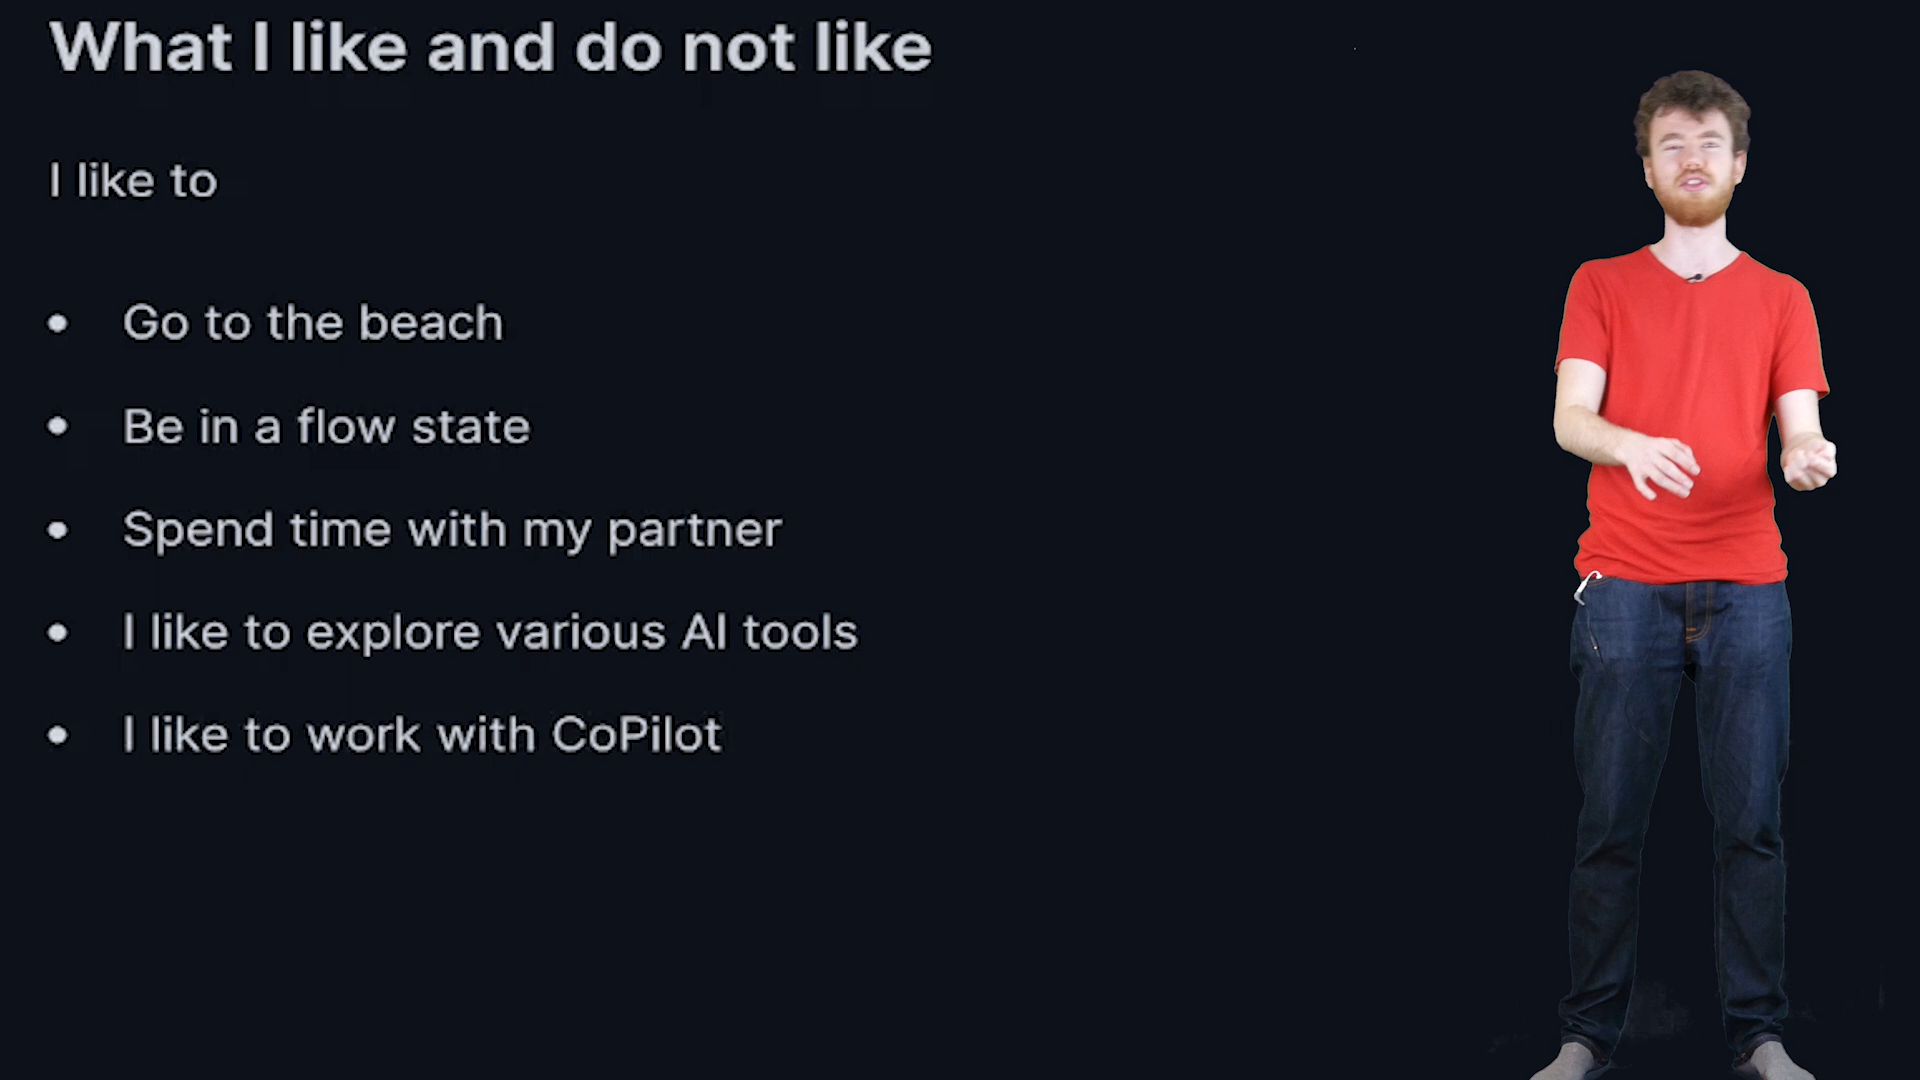 What I like and do not like
I like to
• Go to the beach
• Be in a flow state
• Spend time with my partner
• I like to explore various AI tools
• I like to work with CoPilot